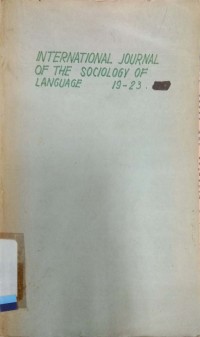 INTERNATIONAL JOURNAL
OF THE SOCIOLOGY OF
LANGUAGE 19-23